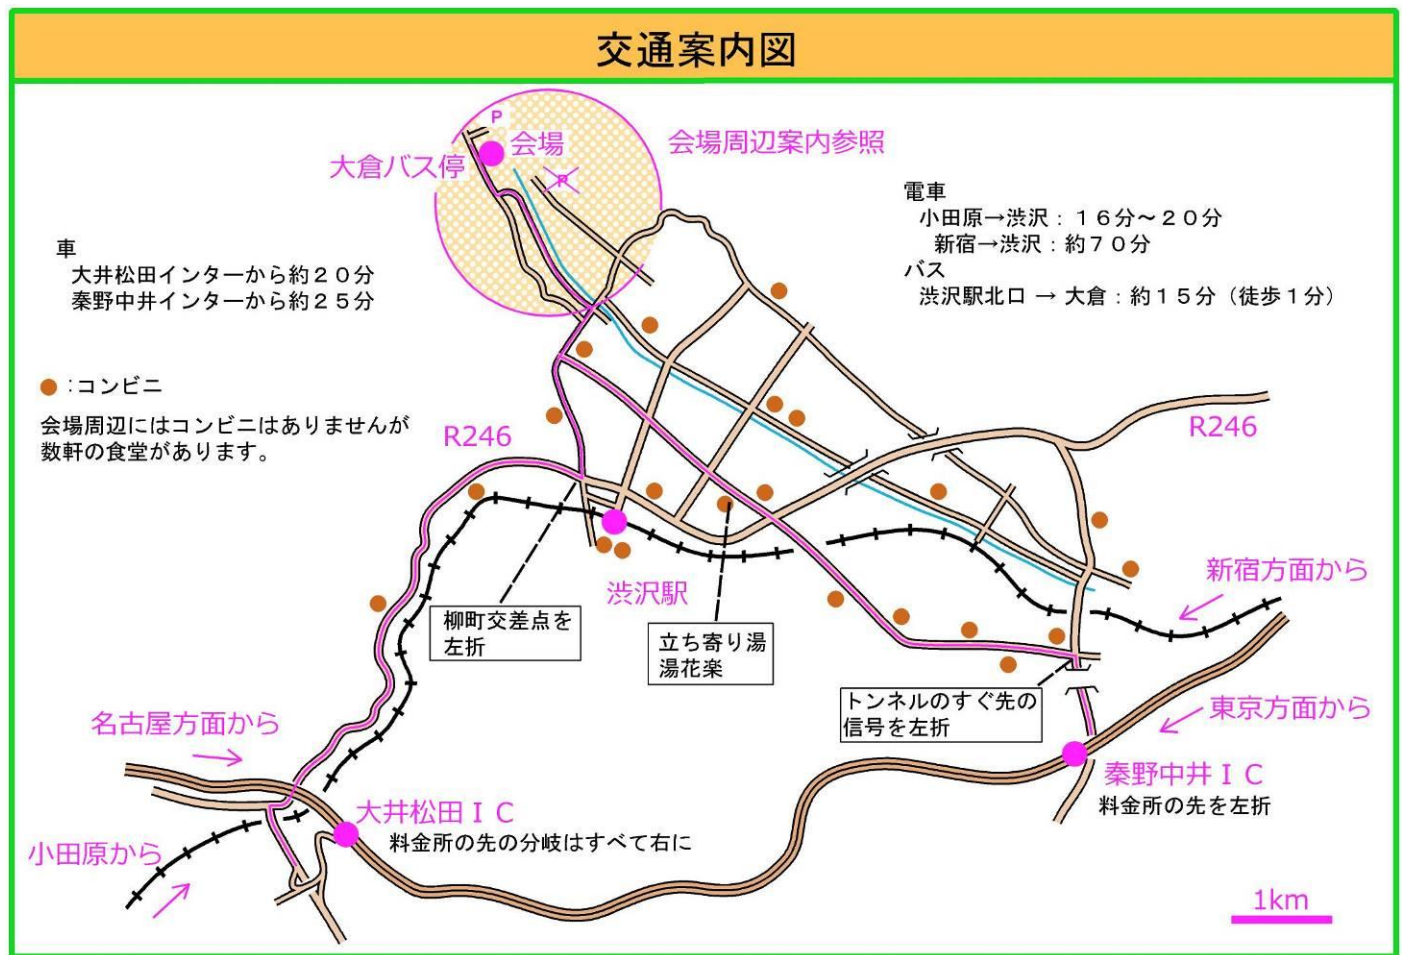 交通案内図
P
会場
大倉バス停
会場周辺案内参照
P
電車
小田原→渋沢：１６分～２０分
新宿→渋沢：約７０分
バス
渋沢駅北口 → 大倉：約１５分（徒歩１分）
車
大井松田インターから約２０分
秦野中井インターから約２５分
：コンビニ
会場周辺にはコンビニはありませんが
数軒の食堂があります。
R246
R246
渋沢駅
新宿方面から
柳町交差点を
左折
立ち寄り湯
湯花楽
トンネルのすぐ先の
信号を左折
東京方面から
名古屋方面から
秦野中井ＩＣ
料金所の先を左折
大井松田ＩＣ
料金所の先の分岐はすべて右に
小田原から
1km